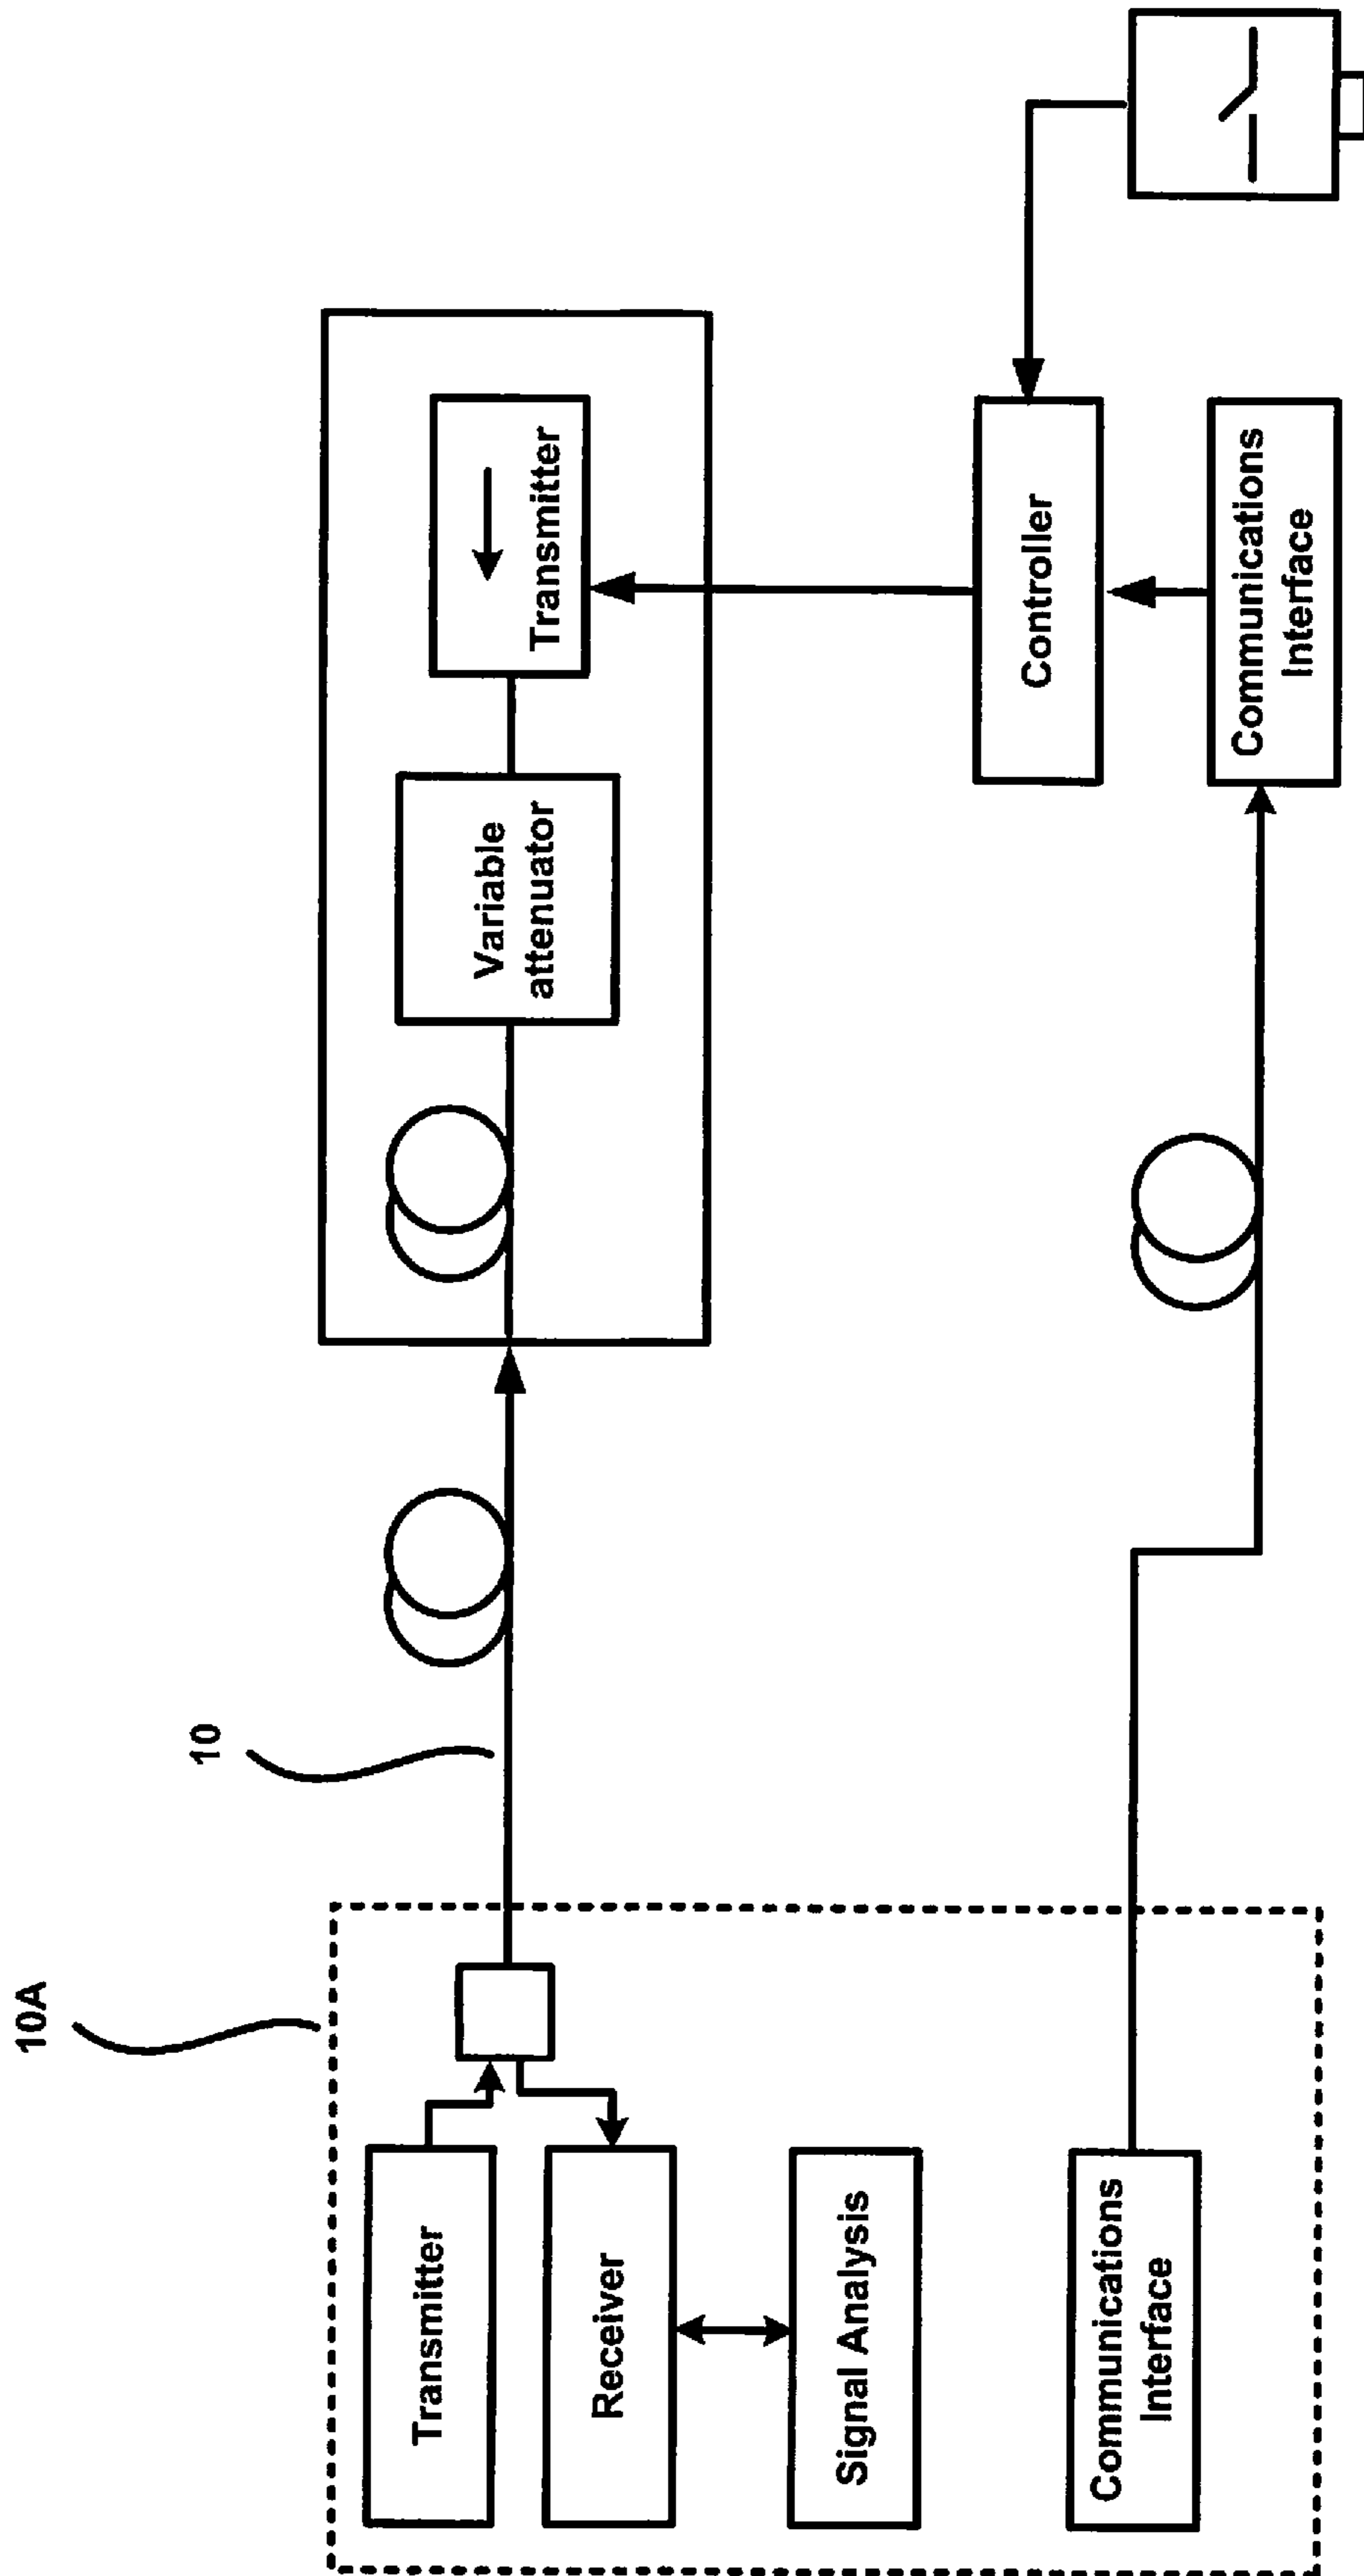 10A
10
Transmitter
Receiver
Signal Analysis
Communications
Interface
Variable
attenuator
Transmitter
Controller
Communications
Interface